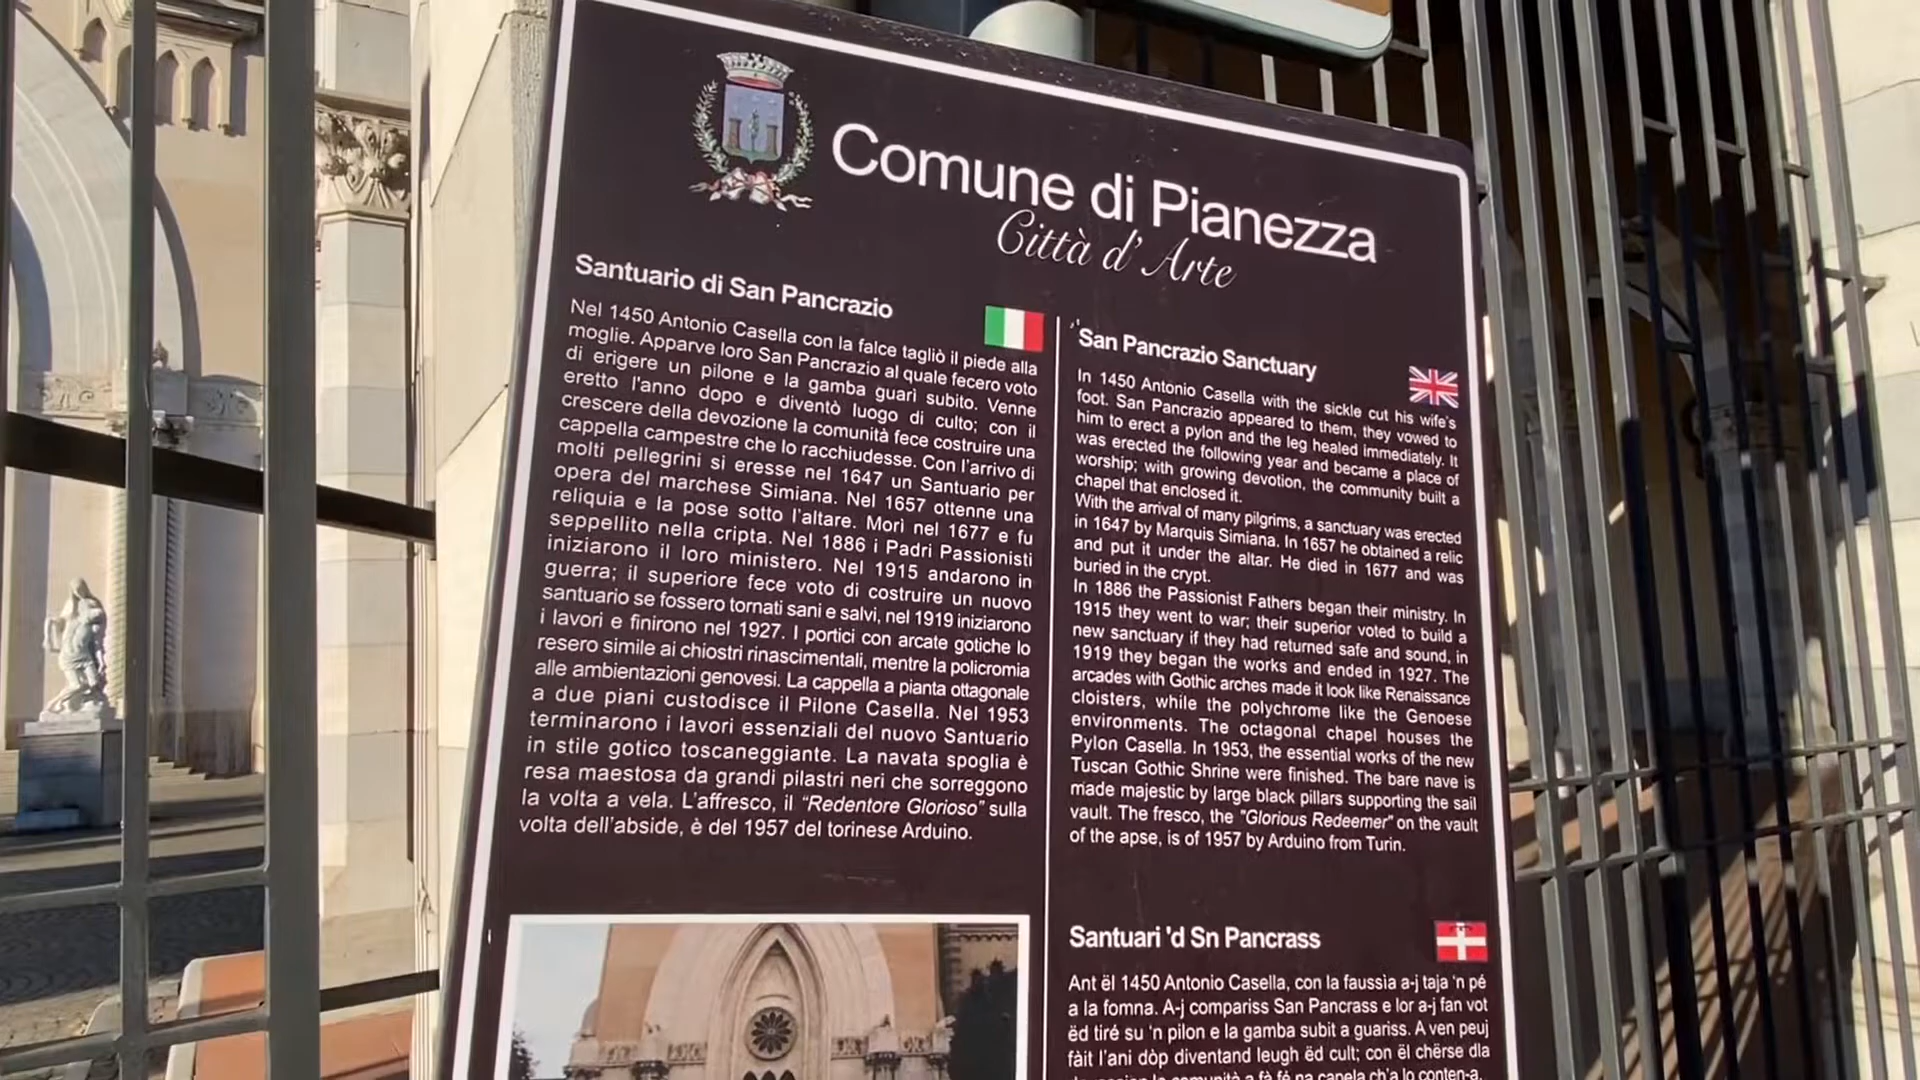 Comune di Pianezza
Città d'Arte
Santuario di San Pancrazio
Nel 1450 Antonio Casella con la falce tagliò il piede alla
moglie. Apparve loro San Pancrazio al quale fecero voto
di erigere un pilone e la gamba guarì subito. Venne
eretto l'anno dopo e diventò luogo di culto; con il
crescere della devozione la comunità fece costruire una
cappella campestre che lo racchiudesse. Con l'arrivo di
molti pellegrini si eresse nel 1647 un Santuario per
opera del marchese Simiana. Nel 1657 ottenne una
reliquia e la pose sotto l'altare. Morì nel 1677 e fu
seppellito nella cripta. Nel 1886 i Padri Passionisti
iniziarono il loro ministero. Nel 1915 andarono in
guerra; il superiore fece voto di costruire un nuovo
santuario se fossero tornati sani e salvi, nel 1919 iniziarono
i lavori e finirono nel 1927. I portici con arcate gotiche lo
resero simile ai chiostri rinascimentali, mentre la policromia
alle ambientazioni genovesi. La cappella a pianta ottagonale
a due piani custodisce il Pilone Casella. Nel 1953
terminarono i lavori essenziali del nuovo Santuario
in stile gotico toscaneggiante. La navata spoglia è
resa maestosa da grandi pilastri neri che sorreggono
la volta a vela. L'affresco, il "Redentore Glorioso" sulla
volta dell'abside, è del 1957 del torinese Arduino.
San Pancrazio Sanctuary
In 1450 Antonio Casella with the sickle cut his wife's
foot. San Pancrazio appeared to them, they vowed to
him to erect a pylon and the leg healed immediately. It
was erected the following year and became a place of
worship; with growing devotion, the community built a
chapel that enclosed it.
With the arrival of many pilgrims, a sanctuary was erected
in 1647 by Marquis Simiana. In 1657 he obtained a relic
and put it under the altar. He died in 1677 and was
buried in the crypt.
In 1886 the Passionist Fathers began their ministry. In
1915 they went to war; their superior voted to build a
new sanctuary if they had returned safe and sound, in
1919 they began the works and ended in 1927. The
arcades with Gothic arches made it look like Renaissance
cloisters, while the polychrome like the Genoese
environments. The octagonal chapel houses the
Pylon Casella. In 1953, the essential works of the new
Tuscan Gothic Shrine were finished. The bare nave is
made majestic by large black pillars supporting the sail
vault. The fresco, the "Glorious Redeemer" on the vault
of the apse, is of 1957 by Arduino from Turin.
Santuari 'd Sn Pancrass
Ant ël 1450 Antonio Casella, con la faussìa a-j taja 'n pé
a la fomna. A-j compariss San Pancrass e lor a-j fan vot
ëd tiré su 'n pilon e la gamba subit a guariss. A ven peuj
fàit l'ani dòp diventand leugh ëd cult; con ël chërse dla
la comunità a fà fé na capela ch'a lo conten-a.